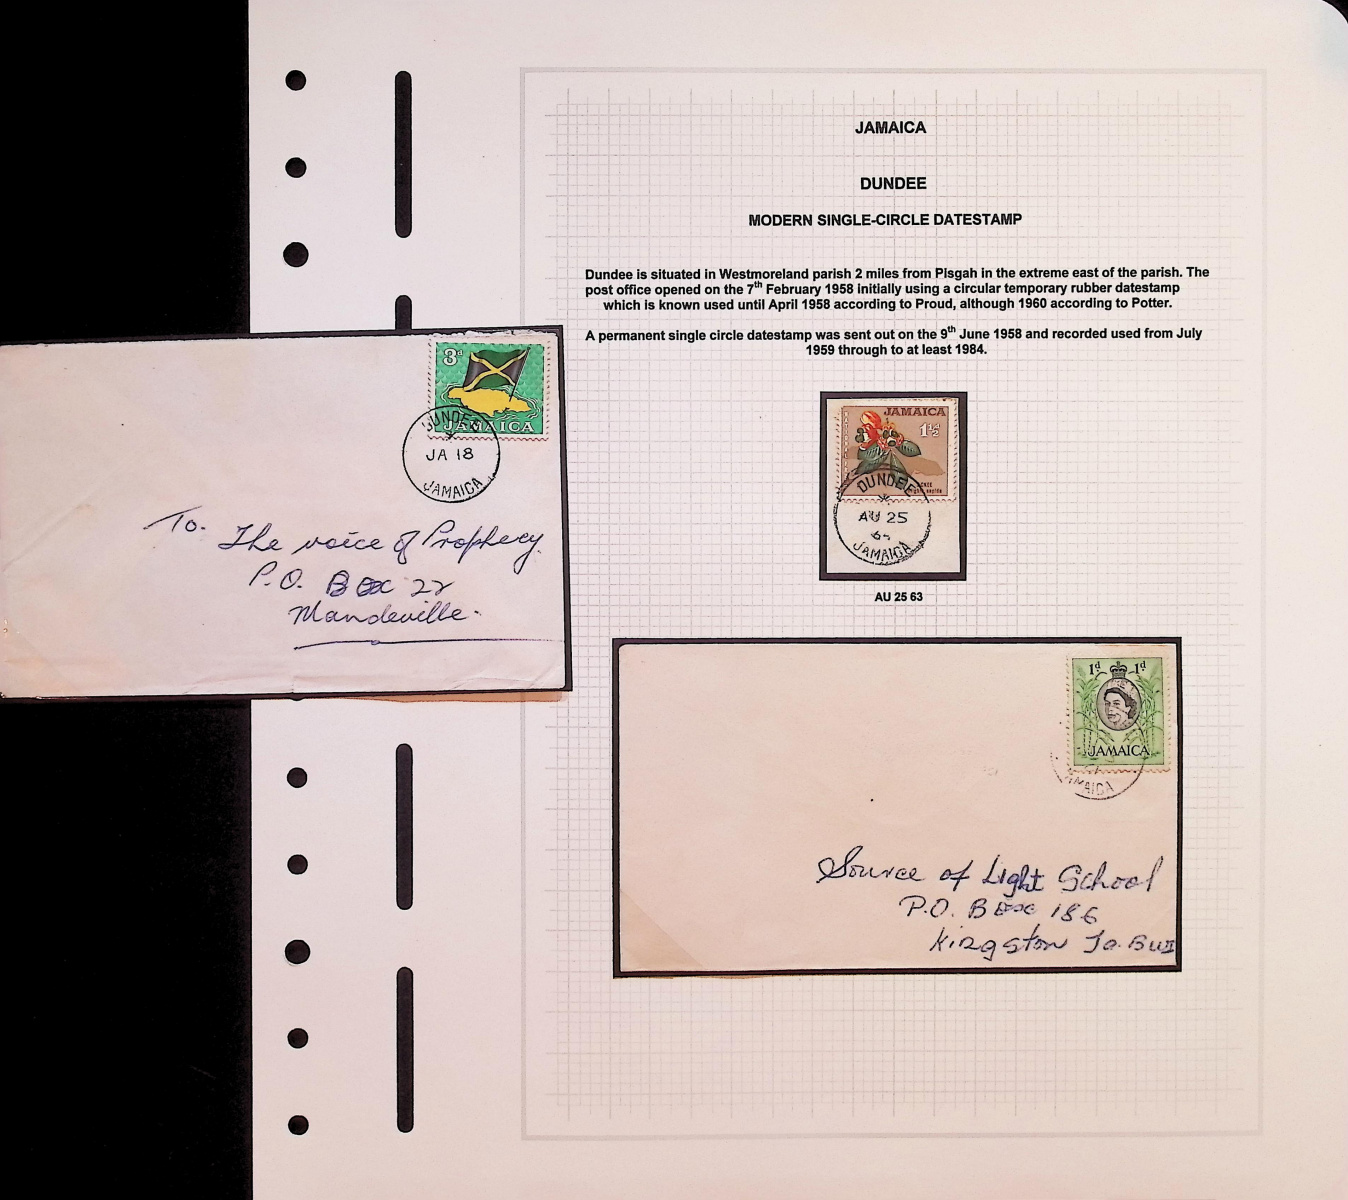 JAMAICA
DUNDEE
MODERN SINGLE-CIRCLE DATESTAMP
Dundee is situated in Westmoreland parish 2 miles from Pisgah in the extreme east of the parish. The
post office opened on the 7th February 1958 initially using a circular temporary rubber datestamp
which is known used until April 1958 according to Proud, although 1960 according to Potter.
A permanent single circle datestamp was sent out on the 9th June 1958 and recorded used from July
1959 through to at least 1984.
3d
JAMAICA
DUNDEE
JA 18
JAMAICA
To.
The voice of Prophecy.
P.O. Box 22
Mandeville.
JAMAICA
1½
DUNDEE
AU 25
JAMAICA
AU 25 63
1d 1d
JAMAICA
JAMAICA
Source of Light School
P.O. Box 186
Kingston Ja. BWI